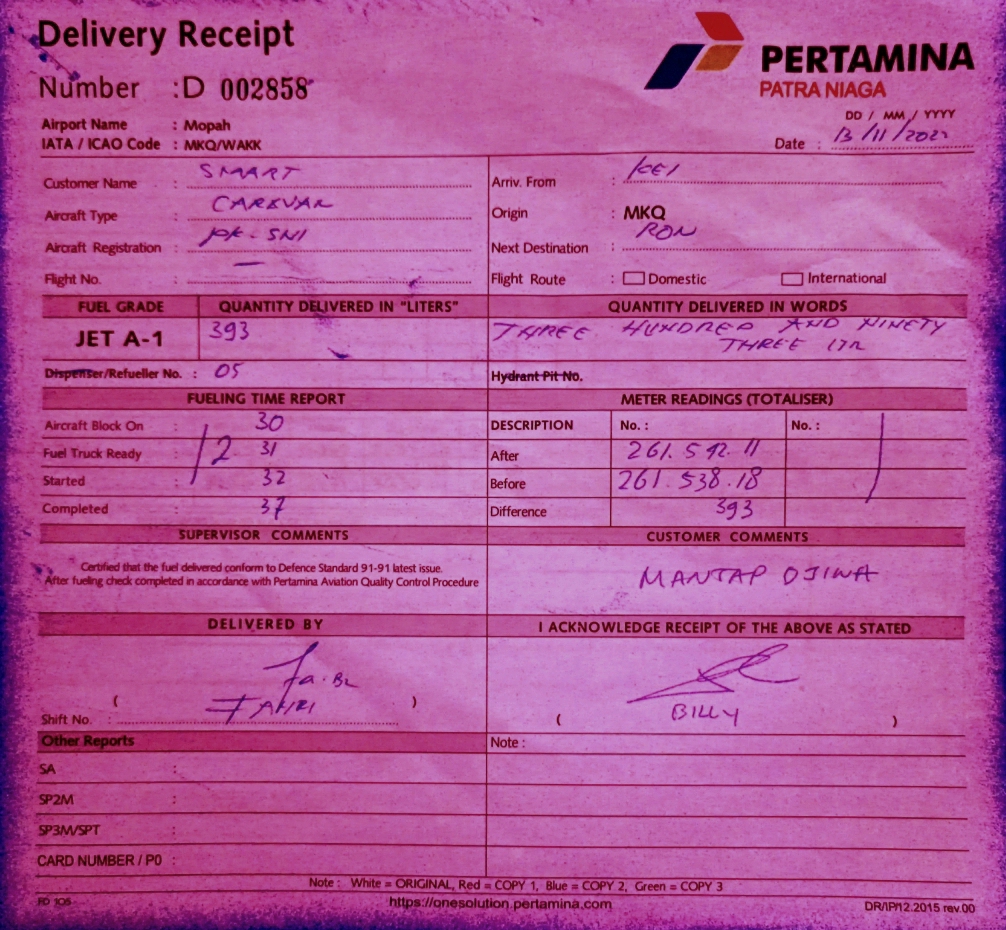 Delivery Receipt
Number : D 002858
PERTAMINA
PATRA NIAGA
Airport Name : Mopah
IATA / ICAO Code : MKQ/WAKK
DD / MM / YYYY
Date : 13/11/2022
Customer Name : SMART
Arriv. From : KEI
Aircraft Type : CARAVAN
Origin : MKQ
Aircraft Registration : PK-SNI
Next Destination : RON
Flight No. : —
Flight Route : Domestic International
FUEL GRADE QUANTITY DELIVERED IN "LITERS" QUANTITY DELIVERED IN WORDS
JET A-1 393 THREE HUNDRED AND NINETY
THREE LTR
Dispenser/Refueller No. : 05 Hydrant Pit No.
FUELING TIME REPORT METER READINGS (TOTALISER)
Aircraft Block On : 30 DESCRIPTION No. : No. :
Fuel Truck Ready : 12. 31 After 261.592.11
Started : 32 Before 261.538.18
Completed : 37 Difference 393
SUPERVISOR COMMENTS CUSTOMER COMMENTS
Certified that the fuel delivered conform to Defence Standard 91-91 latest issue.
After fueling check completed in accordance with Pertamina Aviation Quality Control Procedure
MANTAP DJIWA
DELIVERED BY I ACKNOWLEDGE RECEIPT OF THE ABOVE AS STATED
( )
Shift No. :
BILLY
( )
Other Reports Note :
SA :
SP2M :
SP3M/SPT :
CARD NUMBER / P0 :
Note : White = ORIGINAL, Red = COPY 1, Blue = COPY 2, Green = COPY 3
FD 105 https://onesolution.pertamina.com DR/IP/12.2015 rev.00